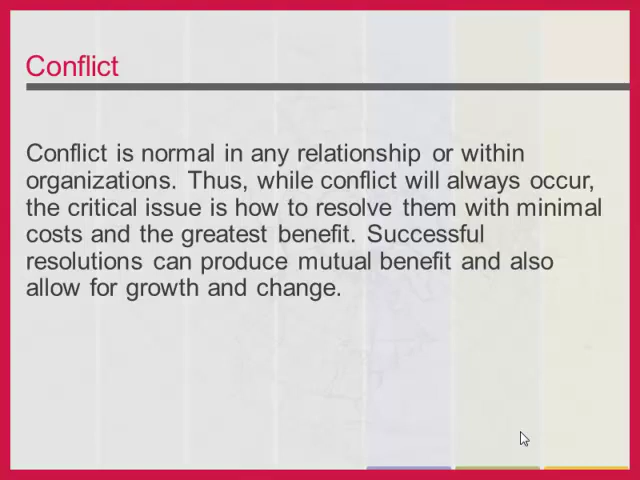 Conflict
Conflict is normal in any relationship or within
organizations. Thus, while conflict will always occur,
the critical issue is how to resolve them with minimal
costs and the greatest benefit. Successful
resolutions can produce mutual benefit and also
allow for growth and change.